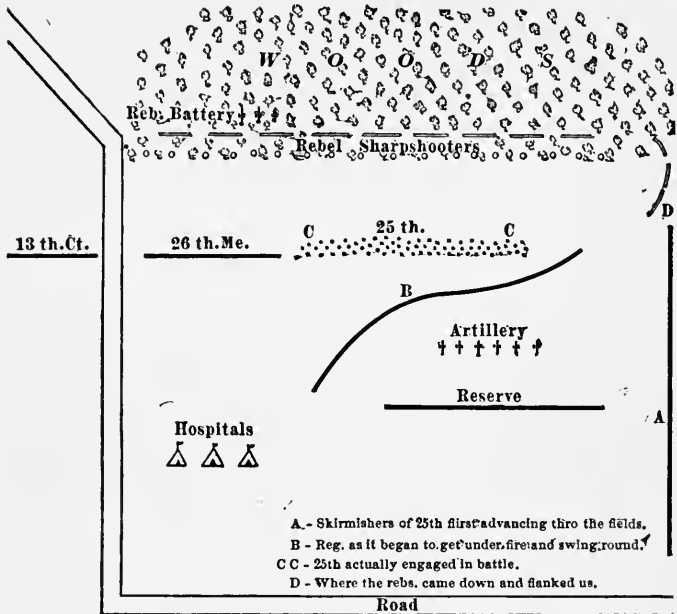 W O O D S
Reb. Battery
Rebel Sharpshooters
D
C 25 th. C
13 th. Ct. 26 th. Me.
B
Artillery
Reserve
A
Hospitals
A - Skirmishers of 25th first advancing thro the fields.
B - Reg. as it began to get under fire and swing round.
C C - 25th actually engaged in battle.
D - Where the rebs. came down and flanked us.
Road